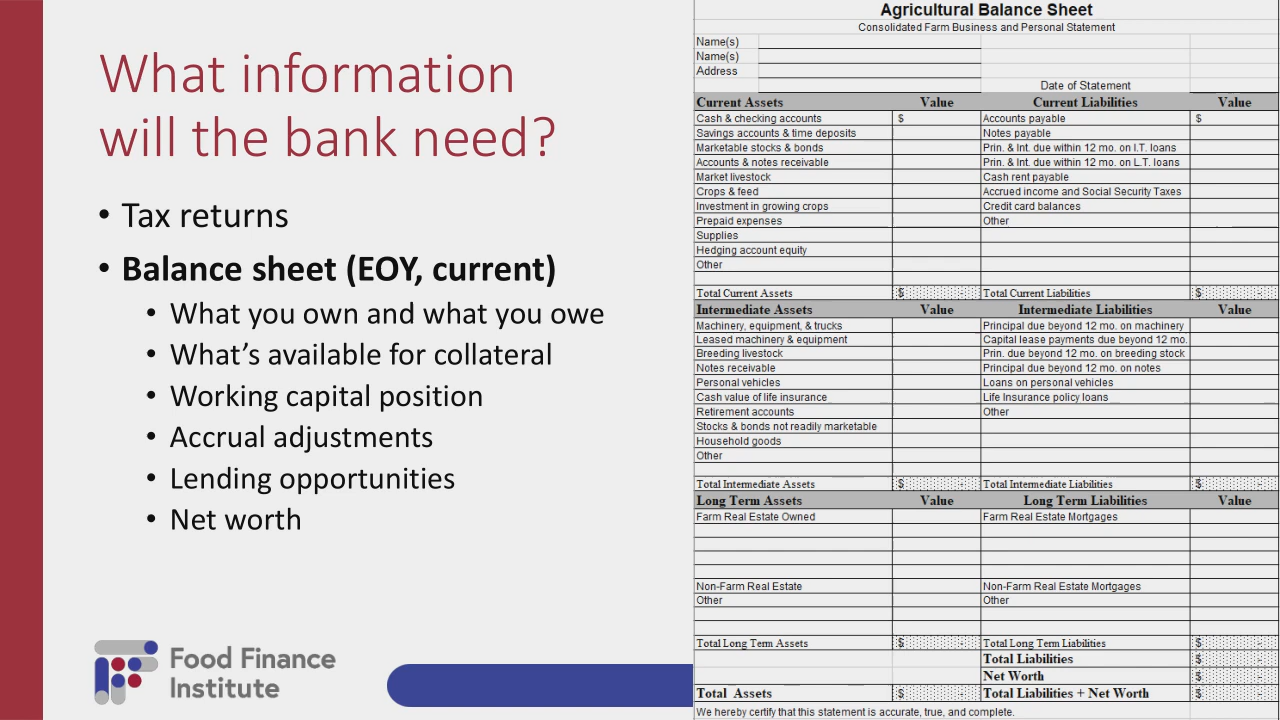 What information
will the bank need?
• Tax returns
• Balance sheet (EOY, current)
• What you own and what you owe
• What’s available for collateral
• Working capital position
• Accrual adjustments
• Lending opportunities
• Net worth
Food Finance
Institute
Agricultural Balance Sheet
Consolidated Farm Business and Personal Statement
Name(s)
Name(s)
Address
Date of Statement
Current Assets Value Current Liabilities Value
Cash & checking accounts $ Accounts payable $
Savings accounts & time deposits Notes payable
Marketable stocks & bonds Prin. & Int. due within 12 mo. on I.T. loans
Accounts & notes receivable Prin. & Int. due within 12 mo. on L.T. loans
Market livestock Cash rent payable
Crops & feed Accrued income and Social Security Taxes
Investment in growing crops Credit card balances
Prepaid expenses Other
Supplies
Hedging account equity
Other
Total Current Assets $ - Total Current Liabilities $ -
Intermediate Assets Value Intermediate Liabilities Value
Machinery, equipment, & trucks Principal due beyond 12 mo. on machinery
Leased machinery & equipment Capital lease payments due beyond 12 mo.
Breeding livestock Prin. due beyond 12 mo. on breeding stock
Notes receivable Principal due beyond 12 mo. on notes
Personal vehicles Loans on personal vehicles
Cash value of life insurance Life Insurance policy loans
Retirement accounts Other
Stocks & bonds not readily marketable
Household goods
Other
Total Intermediate Assets $ - Total Intermediate Liabilities $ -
Long Term Assets Value Long Term Liabilities Value
Farm Real Estate Owned Farm Real Estate Mortgages
Non-Farm Real Estate Non-Farm Real Estate Mortgages
Other Other
Total Long Term Assets $ - Total Long Term Liabilities $ -
Total Liabilities $ -
Net Worth $ -
Total Assets $ - Total Liabilities + Net Worth $ -
We hereby certify that this statement is accurate, true, and complete.